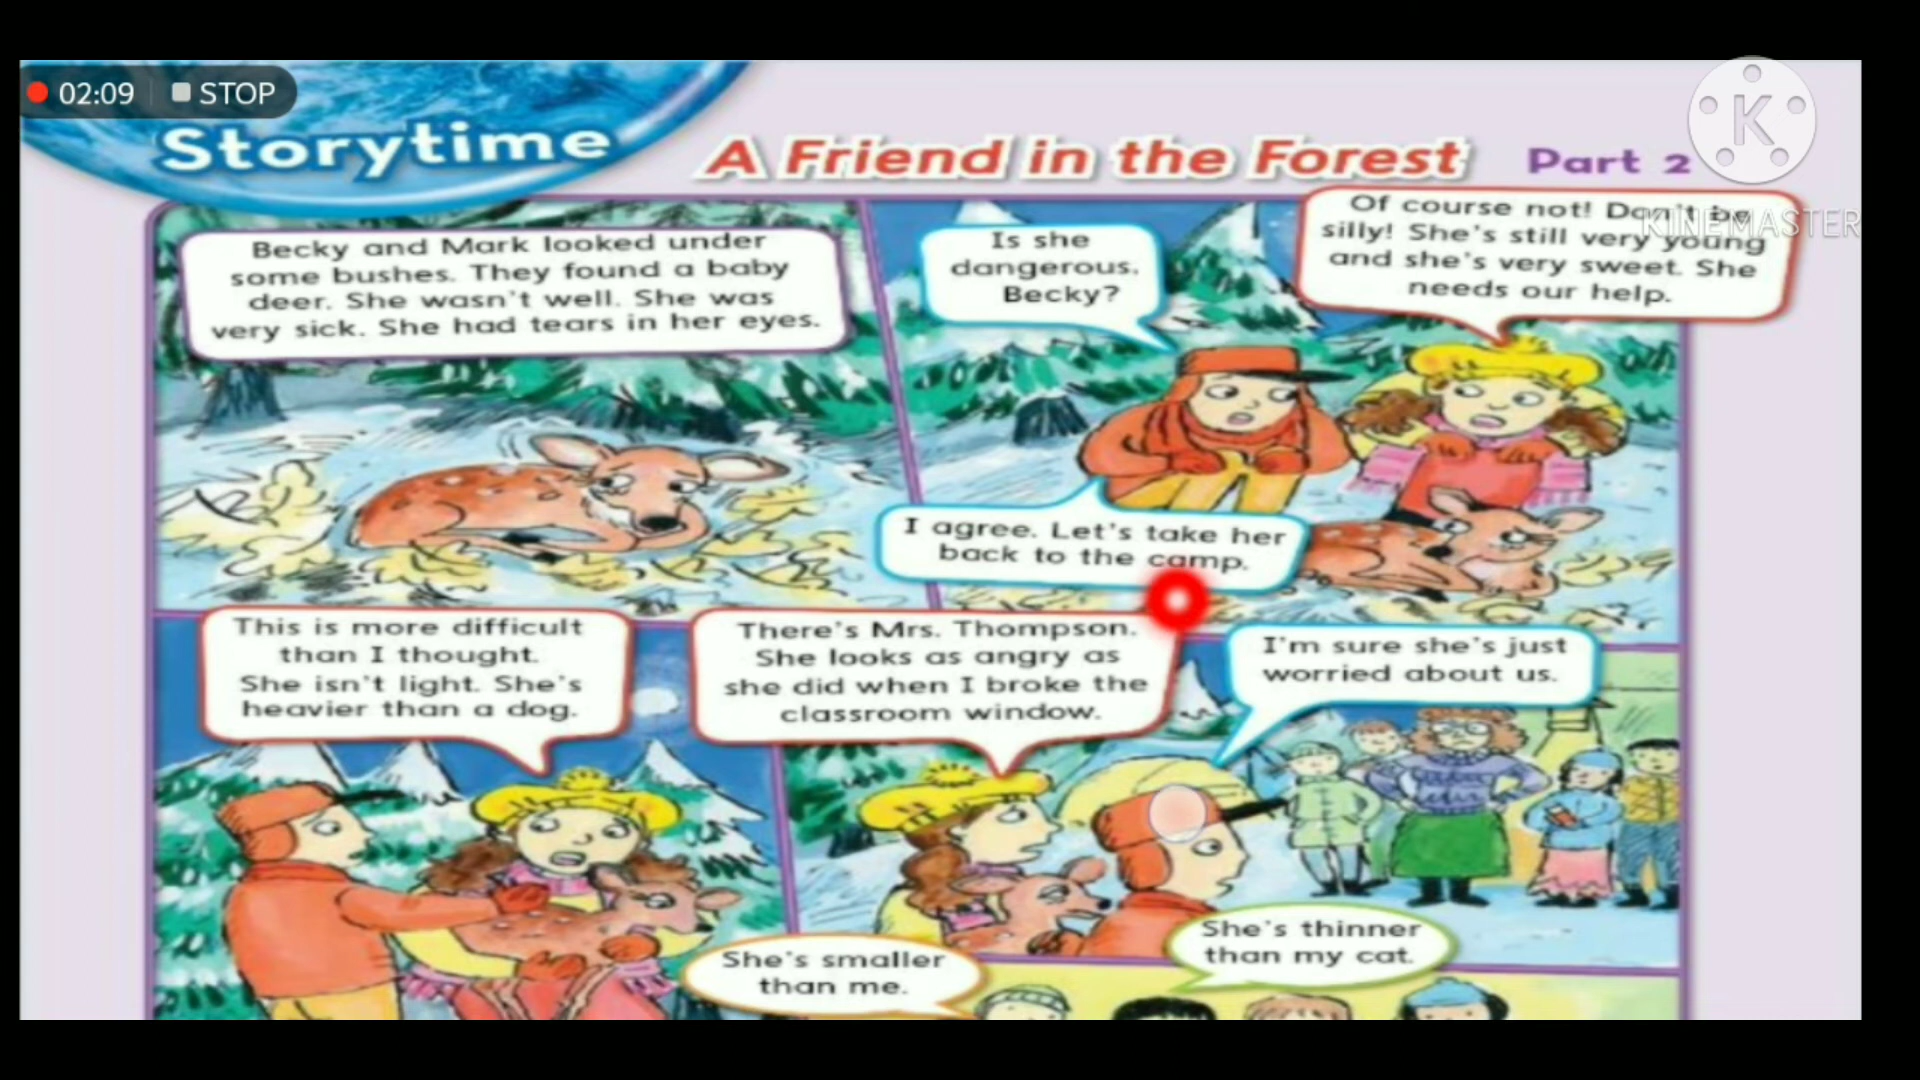 02:09 STOP
K
KINEMASTER
Storytime
A Friend in the Forest Part 2
Becky and Mark looked under
some bushes. They found a baby
deer. She wasn't well. She was
very sick. She had tears in her eyes.
Is she
dangerous,
Becky?
Of course not! Don't be
silly! She's still very young
and she's very sweet. She
needs our help.
I agree. Let's take her
back to the camp.
This is more difficult
than I thought.
She isn't light. She's
heavier than a dog.
There's Mrs. Thompson.
She looks as angry as
she did when I broke the
classroom window.
I'm sure she's just
worried about us.
She's smaller
than me.
She's thinner
than my cat.